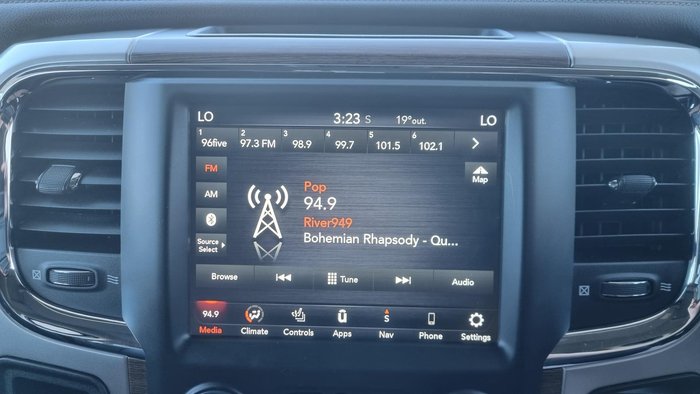 LO 3:23 S 19°out. LO
1 2 3 4 5 6
96five 97.3 FM 98.9 99.7 101.5 102.1
FM
AM
Source
Select
Map
Pop
94.9
River949
Bohemian Rhapsody - Qu...
Browse Tune Audio
94.9 S
Media Climate Controls Apps Nav Phone Settings